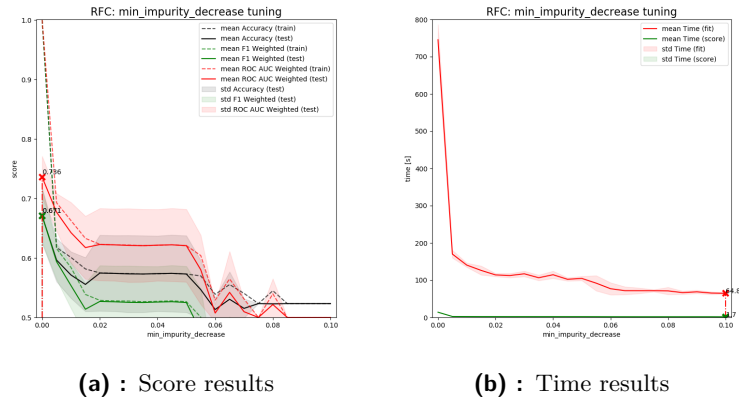 RFC: min_impurity_decrease tuning
1.0
0.9
0.8
0.7
0.6
0.5
score
0.00
0.02
0.04
0.06
0.08
0.10
min_impurity_decrease
mean Accuracy (train)
mean Accuracy (test)
mean F1 Weighted (train)
mean F1 Weighted (test)
mean ROC AUC Weighted (train)
mean ROC AUC Weighted (test)
std Accuracy (test)
std F1 Weighted (test)
std ROC AUC Weighted (test)
0.736
0.671
(a) : Score results
RFC: min_impurity_decrease tuning
800
700
600
500
400
300
200
100
0
time [s]
0.00
0.02
0.04
0.06
0.08
0.10
min_impurity_decrease
mean Time (fit)
mean Time (score)
std Time (fit)
std Time (score)
64.8
1.7
(b) : Time results